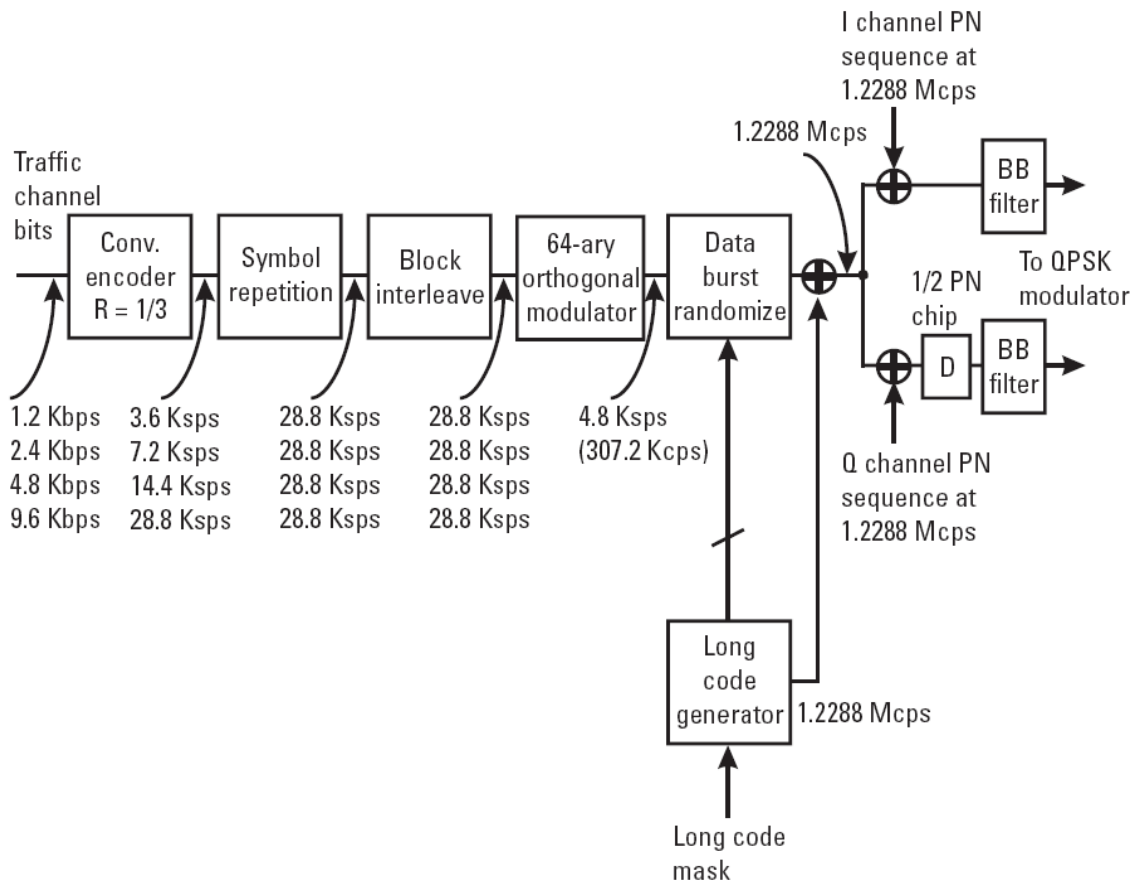 I channel PN
sequence at
1.2288 Mcps
1.2288 Mcps
Traffic
channel
bits
Conv.
encoder
R = 1/3
Symbol
repetition
Block
interleave
64-ary
orthogonal
modulator
Data
burst
randomize
BB
filter
To QPSK
modulator
1/2 PN
chip
D
BB
filter
1.2 Kbps
2.4 Kbps
4.8 Kbps
9.6 Kbps
3.6 Ksps
7.2 Ksps
14.4 Ksps
28.8 Ksps
28.8 Ksps
28.8 Ksps
28.8 Ksps
28.8 Ksps
28.8 Ksps
28.8 Ksps
28.8 Ksps
28.8 Ksps
4.8 Ksps
(307.2 Kcps)
Q channel PN
sequence at
1.2288 Mcps
Long
code
generator
1.2288 Mcps
Long code
mask